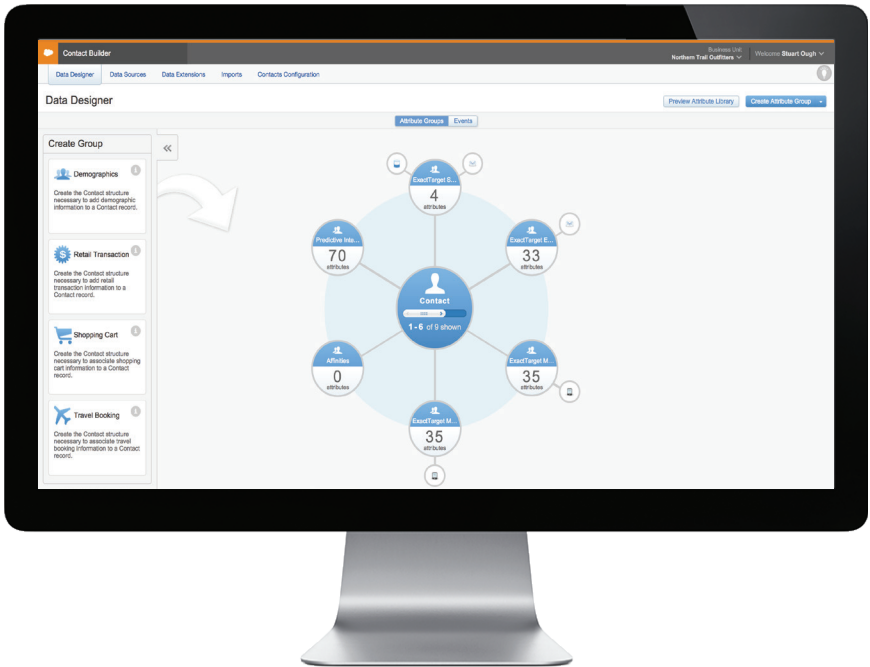 Contact Builder
Business Unit
Northern Trail Outfitters
Welcome Stuart Ough
Data Designer
Data Sources
Data Extensions
Imports
Contacts Configuration
Data Designer
Preview Attribute Library
Create Attribute Group
Attribute Groups
Events
Create Group
Demographics
Create the Contact structure
necessary to add demographic
information to a Contact record.
Retail Transaction
Create the Contact structure
necessary to add retail
transaction information to a
Contact record.
Shopping Cart
Create the Contact structure
necessary to associate shopping
cart information to a Contact
record.
Travel Booking
Create the Contact structure
necessary to associate travel
booking information to a Contact
record.
ExactTarget S...
4
attributes
Predictive Inte...
70
attributes
ExactTarget E...
33
attributes
Contact
1 - 6 of 9 shown
Affinities
0
attributes
ExactTarget M...
35
attributes
ExactTarget M...
35
attributes